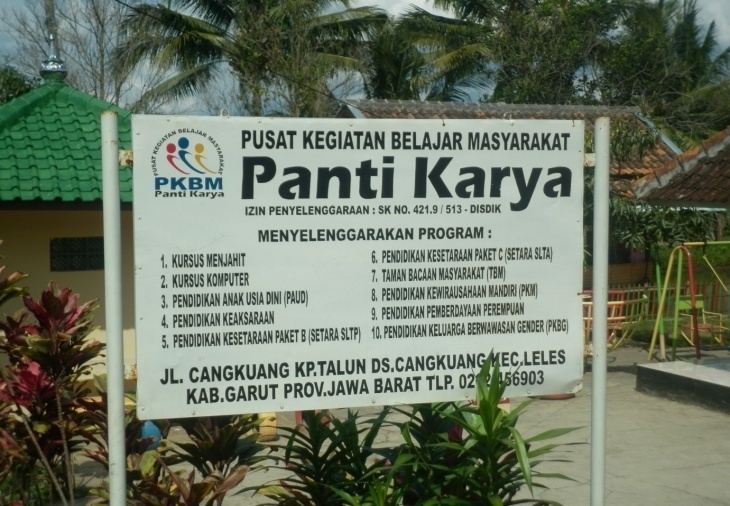 PUSAT KEGIATAN BELAJAR MASYARAKAT
PKBM
Panti Karya
PUSAT KEGIATAN BELAJAR MASYARAKAT
Panti Karya
IZIN PENYELENGGARAAN : SK NO. 421.9 / 513 - DISDIK
MENYELENGGARAKAN PROGRAM :
1. KURSUS MENJAHIT
2. KURSUS KOMPUTER
3. PENDIDIKAN ANAK USIA DINI (PAUD)
4. PENDIDIKAN KEAKSARAAN
5. PENDIDIKAN KESETARAAN PAKET B (SETARA SLTP)
6. PENDIDIKAN KESETARAAN PAKET C (SETARA SLTA)
7. TAMAN BACAAN MASYARAKAT (TBM)
8. PENDIDIKAN KEWIRAUSAHAAN MANDIRI (PKM)
9. PENDIDIKAN PEMBERDAYAAN PEREMPUAN
10. PENDIDIKAN KELUARGA BERWAWASAN GENDER (PKBG)
JL. CANGKUANG KP.TALUN DS.CANGKUANG KEC,LELES
KAB.GARUT PROV.JAWA BARAT TLP.